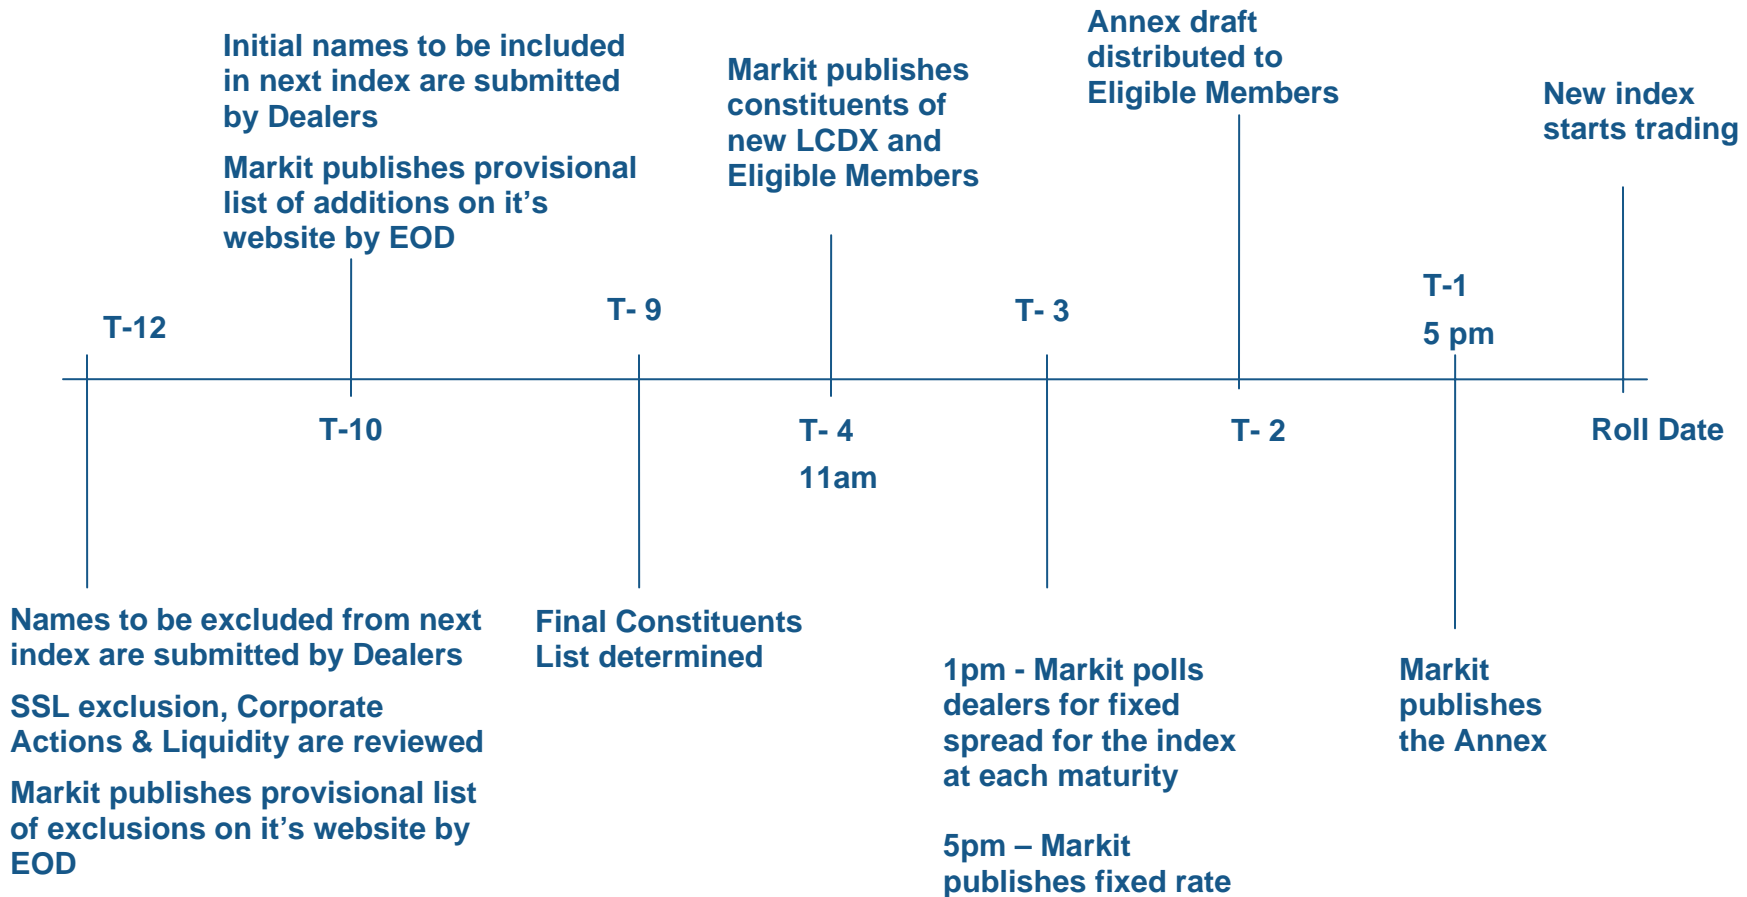 Initial names to be included
in next index are submitted
by Dealers
Markit publishes provisional
list of additions on it’s
website by EOD
Markit publishes
constituents of
new LCDX and
Eligible Members
Annex draft
distributed to
Eligible Members
New index
starts trading
T-12
T- 9
T- 3
T-1
5 pm
T-10
T- 4
11am
T- 2
Roll Date
Names to be excluded from next
index are submitted by Dealers
SSL exclusion, Corporate
Actions & Liquidity are reviewed
Markit publishes provisional list
of exclusions on it’s website by
EOD
Final Constituents
List determined
1pm - Markit polls
dealers for fixed
spread for the index
at each maturity
5pm – Markit
publishes fixed rate
Markit
publishes
the Annex